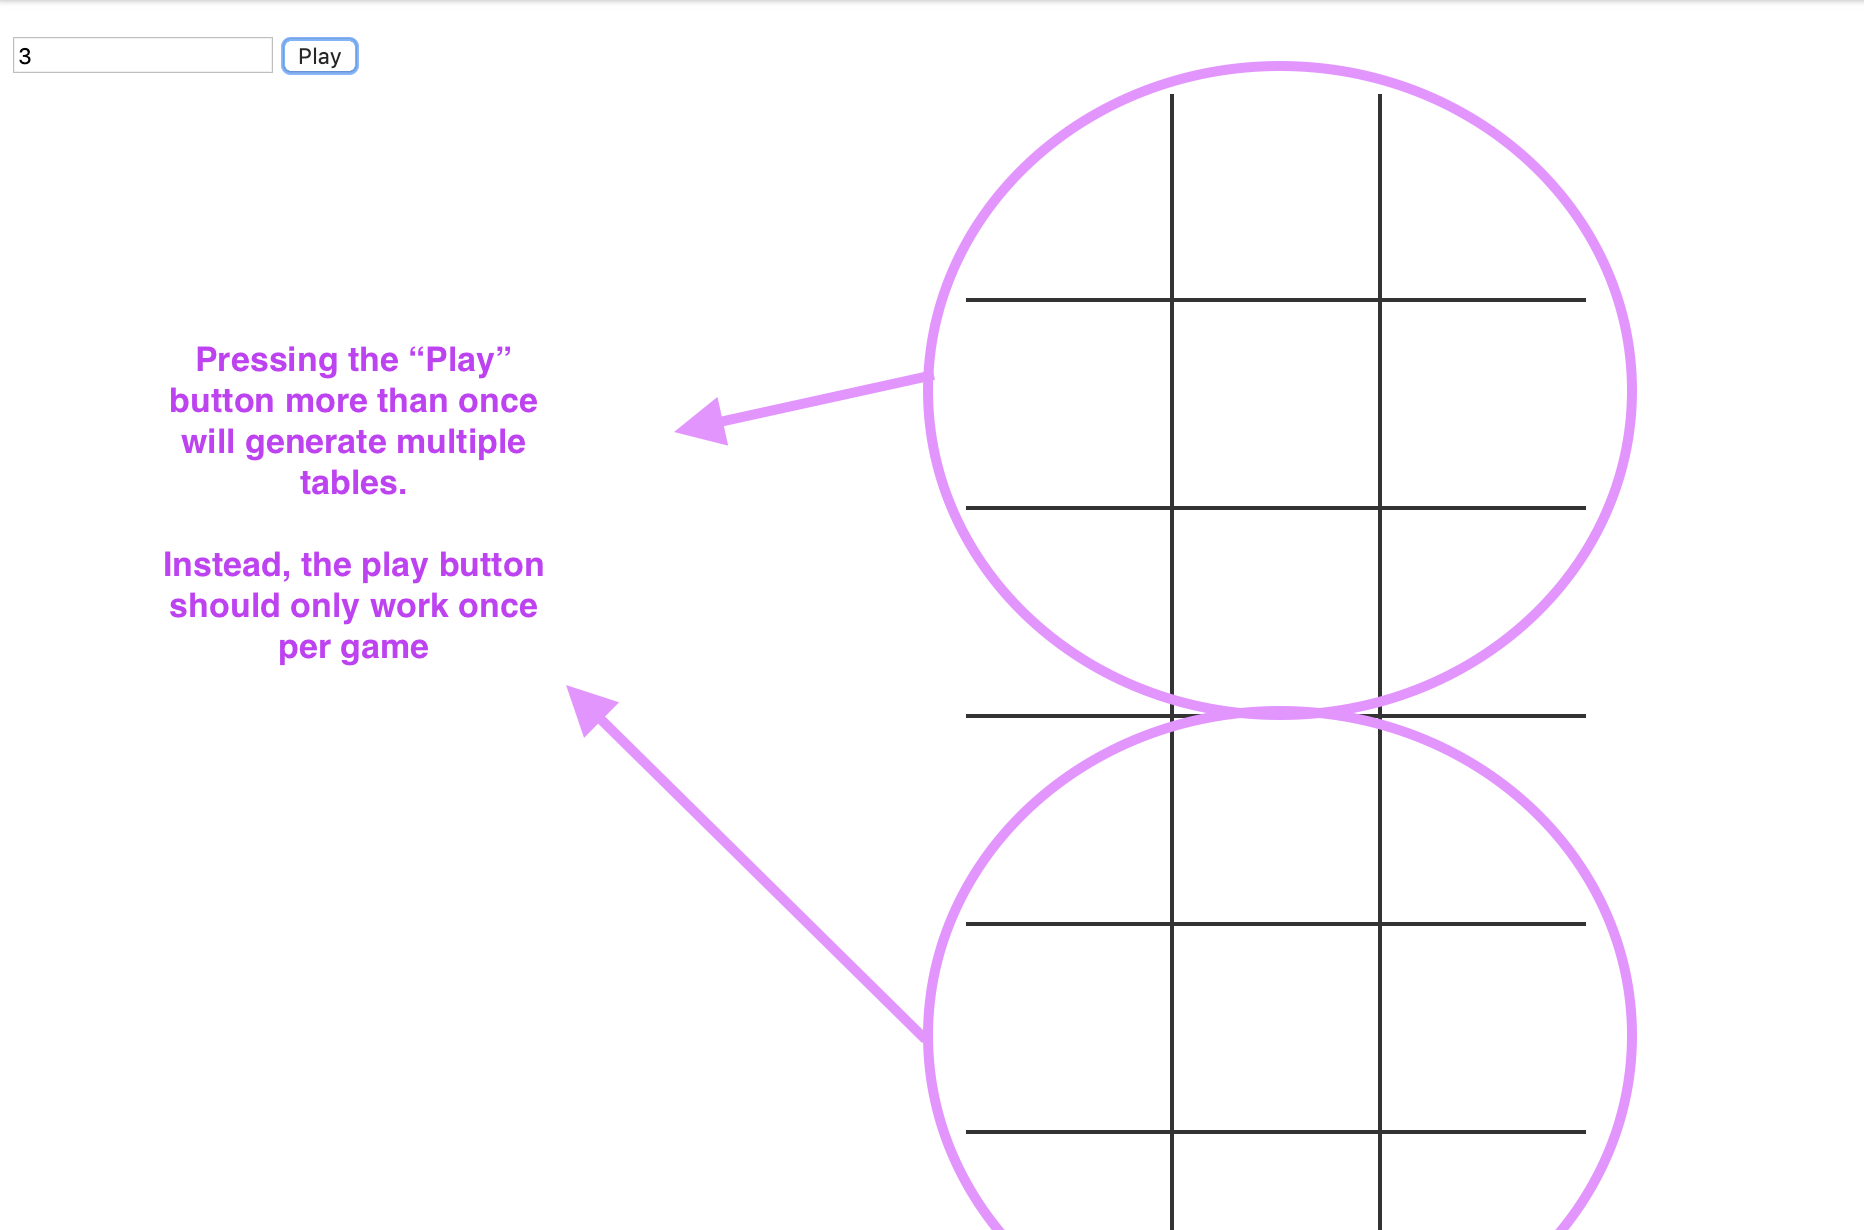 3
Play
Pressing the “Play”
button more than once
will generate multiple
tables.
Instead, the play button
should only work once
per game